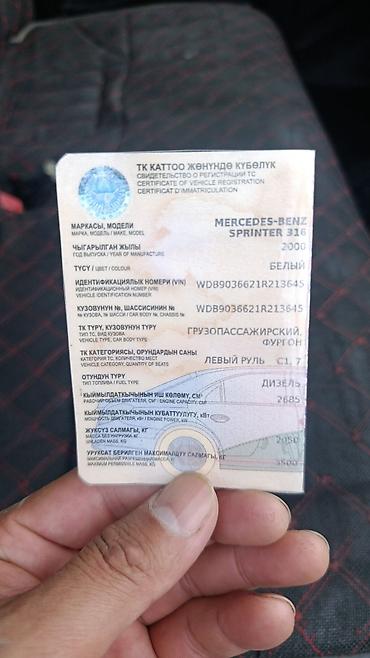 ТК КАТТОО ЖӨНҮНДӨ КҮБӨЛҮК
СВИДЕТЕЛЬСТВО О РЕГИСТРАЦИИ ТС
CERTIFICATE OF VEHICLE REGISTRATION
CERTIFICAT D'IMMATRICULATION
МАРКАСЫ, МОДЕЛИ
МАРКА, МОДЕЛЬ / MAKE, MODEL
MERCEDES-BENZ
SPRINTER 316
ЧЫГАРЫЛГАН ЖЫЛЫ
ГОД ВЫПУСКА / YEAR OF MANUFACTURE
2000
ТҮСҮ / ЦВЕТ / COLOUR
БЕЛЫЙ
ИДЕНТИФИКАЦИЯЛЫК НОМЕРИ (VIN)
ИДЕНТИФИКАЦИОННЫЙ НОМЕР (VIN)
VEHICLE IDENTIFICATION NUMBER
WDB9036621R213645
КУЗОВУНУН №, ШАССИСИНИН №
№ КУЗОВА, № ШАССИ / CAR BODY №, CHASSIS №
WDB9036621R213645
ТК ТҮРҮ, КУЗОВУНУН ТҮРҮ
ТИП ТС, ВИД КУЗОВА
VEHICLE TYPE, CAR BODY TYPE
ГРУЗОПАССАЖИРСКИЙ,
ФУРГОН
ТК КАТЕГОРИЯСЫ, ОРУНДАРДЫН САНЫ
КАТЕГОРИЯ ТС, КОЛИЧЕСТВО МЕСТ
VEHICLE CATEGORY, QUANTITY OF SEATS
ЛЕВЫЙ РУЛЬ C1, 7
ОТУНДУН ТҮРҮ
ТИП ТОПЛИВА / FUEL TYPE
ДИЗЕЛЬ
КЫЙМЫЛДАТКЫЧЫНЫН ИШ КӨЛӨМҮ, СМ³
РАБОЧИЙ ОБЪЕМ ДВИГАТЕЛЯ, СМ³ / ENGINE CAPACITY, CM³
2685
КЫЙМЫЛДАТКЫЧЫНЫН КУБАТТУУЛУГУ, кВт
МОЩНОСТЬ ДВИГАТЕЛЯ, кВт / ENGINE POWER, KW
ЖҮКСҮЗ САЛМАГЫ, КГ
МАССА БЕЗ НАГРУЗКИ, КГ
UNLADEN MASS, KG
2050
УРУКСАТ БЕРИЛГЕН МАКСИМАЛДУУ САЛМАГЫ, КГ
МАКСИМАЛЬНАЯ РАЗРЕШЕННАЯ МАССА, КГ
MAXIMUM PERMISSIBLE MASS, KG
3500